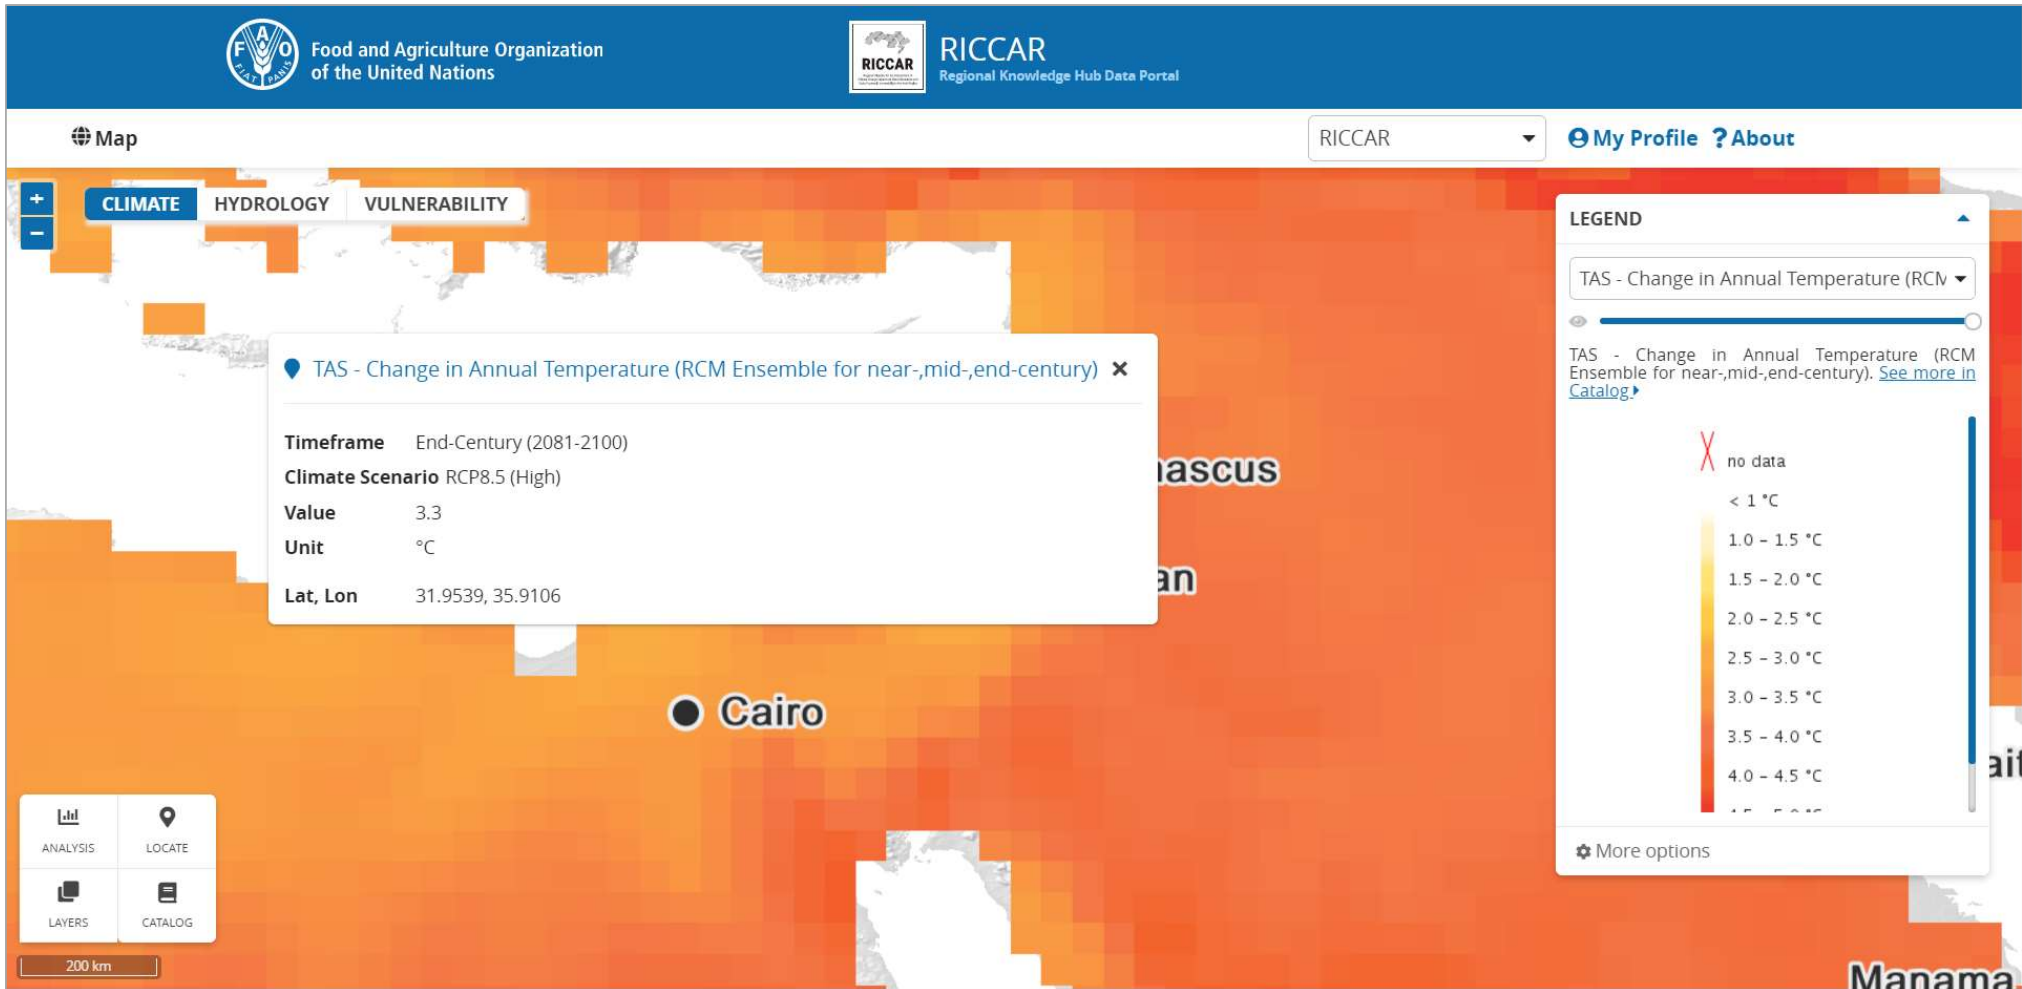 Food and Agriculture Organization
of the United Nations
FAO
FIAT PANIS
RICCAR
RICCAR
Regional Knowledge Hub Data Portal
Map
RICCAR
My Profile
? About
+
−
CLIMATE
HYDROLOGY
VULNERABILITY
LEGEND
TAS - Change in Annual Temperature (RCM
TAS - Change in Annual Temperature (RCM
Ensemble for near-,mid-,end-century). See more in
Catalog
no data
< 1 °C
1.0 – 1.5 °C
1.5 – 2.0 °C
2.0 – 2.5 °C
2.5 – 3.0 °C
3.0 – 3.5 °C
3.5 – 4.0 °C
4.0 – 4.5 °C
More options
TAS - Change in Annual Temperature (RCM Ensemble for near-,mid-,end-century)
Timeframe End-Century (2081-2100)
Climate Scenario RCP8.5 (High)
Value 3.3
Unit °C
Lat, Lon 31.9539, 35.9106
ascus
an
Cairo
ait
Manama
ANALYSIS
LOCATE
LAYERS
CATALOG
200 km